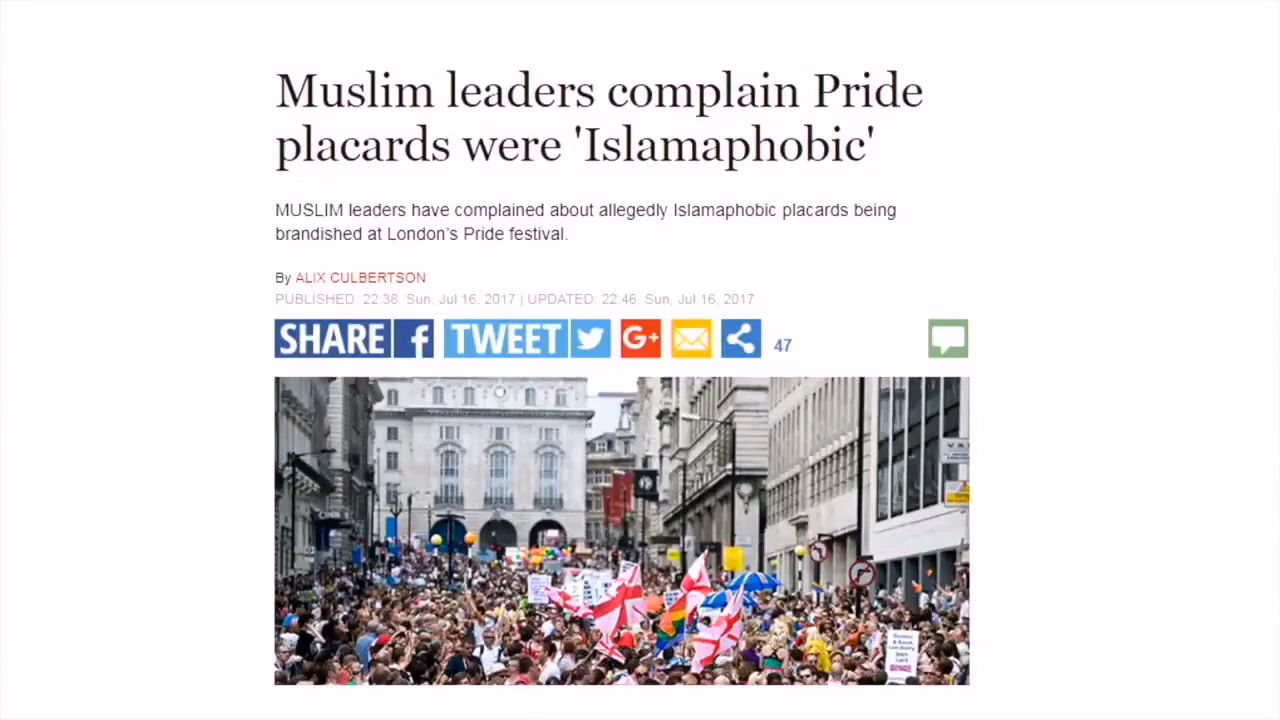 Muslim leaders complain Pride
placards were 'Islamaphobic'
MUSLIM leaders have complained about allegedly Islamaphobic placards being
brandished at London's Pride festival.
By ALIX CULBERTSON
PUBLISHED: 22:38, Sun, Jul 16, 2017 | UPDATED: 22:46, Sun, Jul 16, 2017
SHARE f TWEET G+ 47